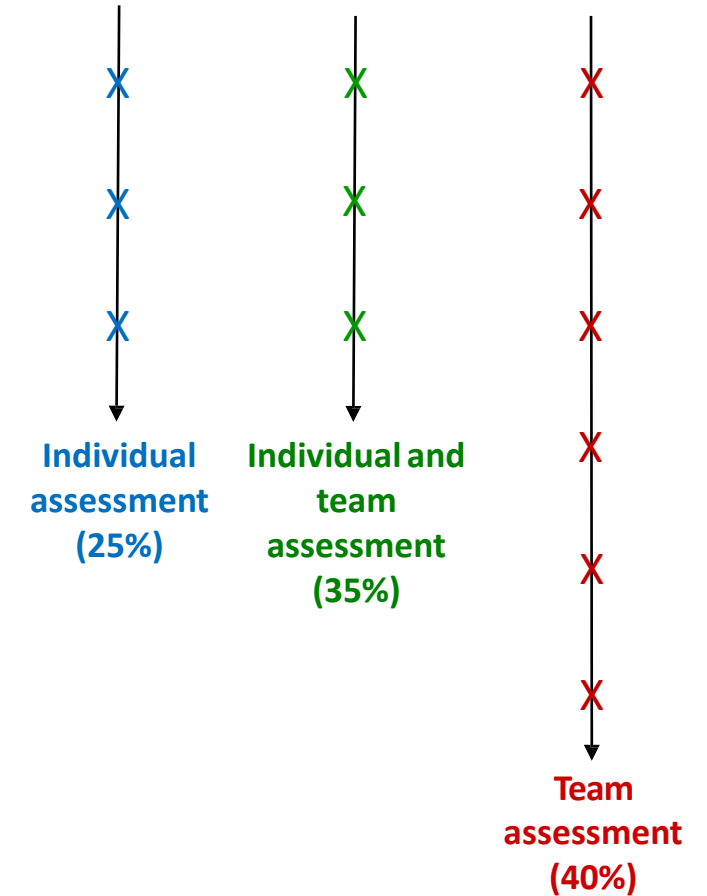 X X X
X X X
X X X
X
X
X
Individual
assessment
(25%)
Individual and
team
assessment
(35%)
Team
assessment
(40%)